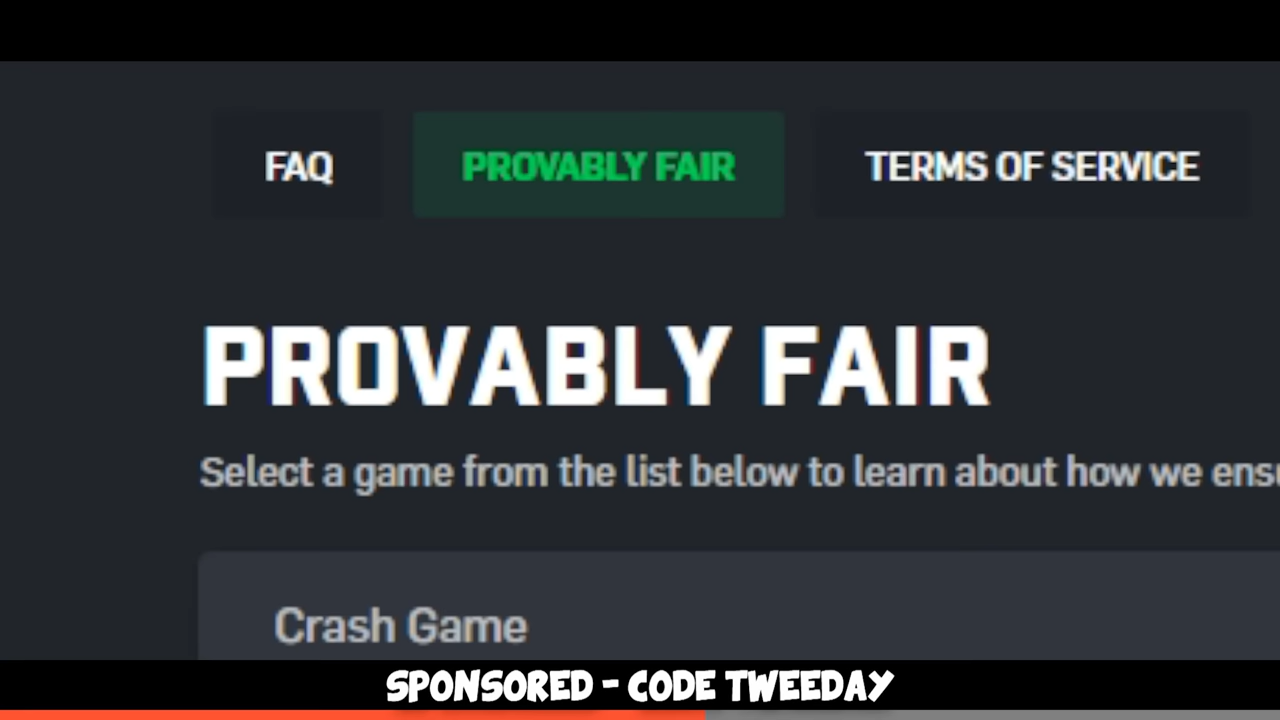 FAQ PROVABLY FAIR TERMS OF SERVICE
PROVABLY FAIR
Select a game from the list below to learn about how we ensu
Crash Game
SPONSORED - CODE TWEEDAY